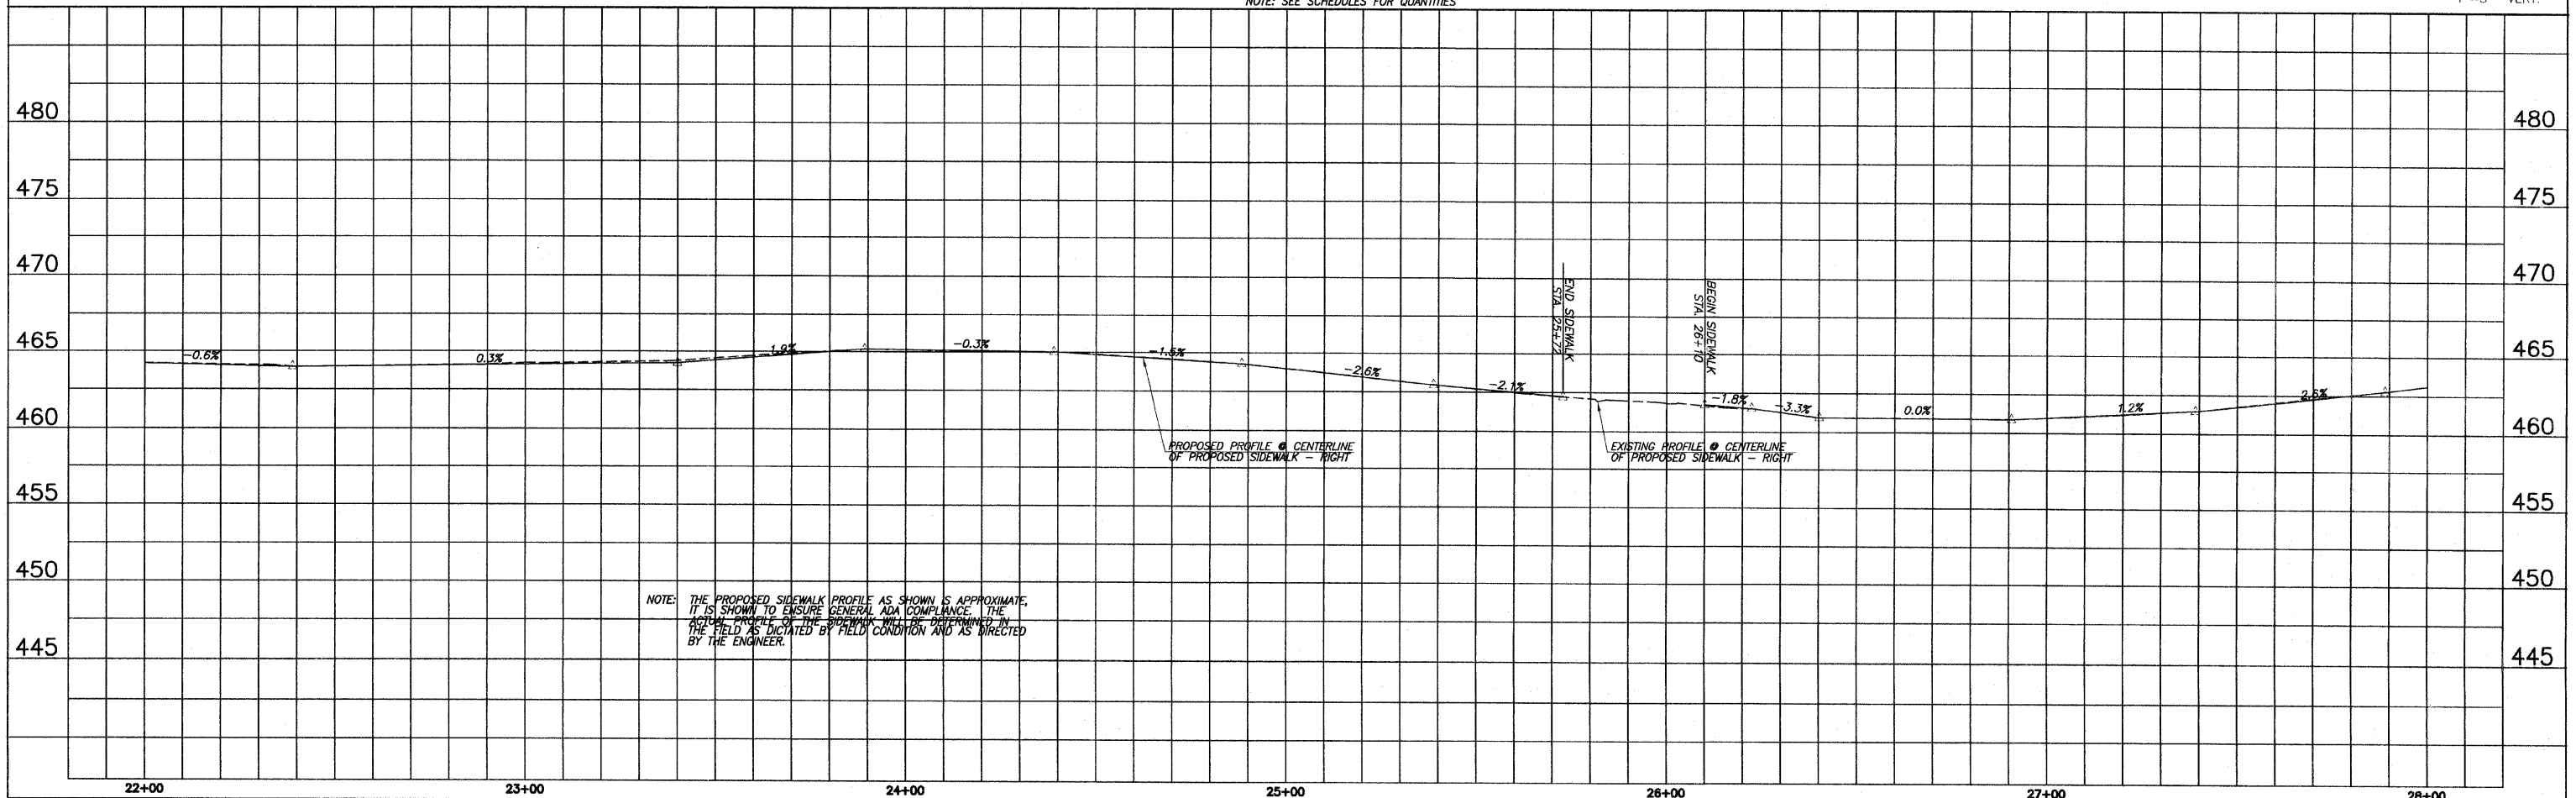 NOTE: SEE SCHEDULES FOR QUANTITIES
VERT.
480
480
475
475
470
470
END SIDEWALK
STA. 25+72
BEGIN SIDEWALK
STA. 26+10
465
465
-0.6%
0.3%
1.9%
-0.3%
-1.5%
-2.6%
-2.1%
-1.8%
-3.3%
0.0%
1.2%
2.6%
460
460
PROPOSED PROFILE @ CENTERLINE
OF PROPOSED SIDEWALK – RIGHT
EXISTING PROFILE @ CENTERLINE
OF PROPOSED SIDEWALK – RIGHT
455
455
450
450
NOTE: THE PROPOSED SIDEWALK PROFILE AS SHOWN IS APPROXIMATE,
IT IS SHOWN TO ENSURE GENERAL ADA COMPLIANCE. THE
ACTUAL PROFILE OF THE SIDEWALK WILL BE DETERMINED IN
THE FIELD AS DICTATED BY FIELD CONDITION AND AS DIRECTED
BY THE ENGINEER.
445
445
22+00
23+00
24+00
25+00
26+00
27+00
28+00